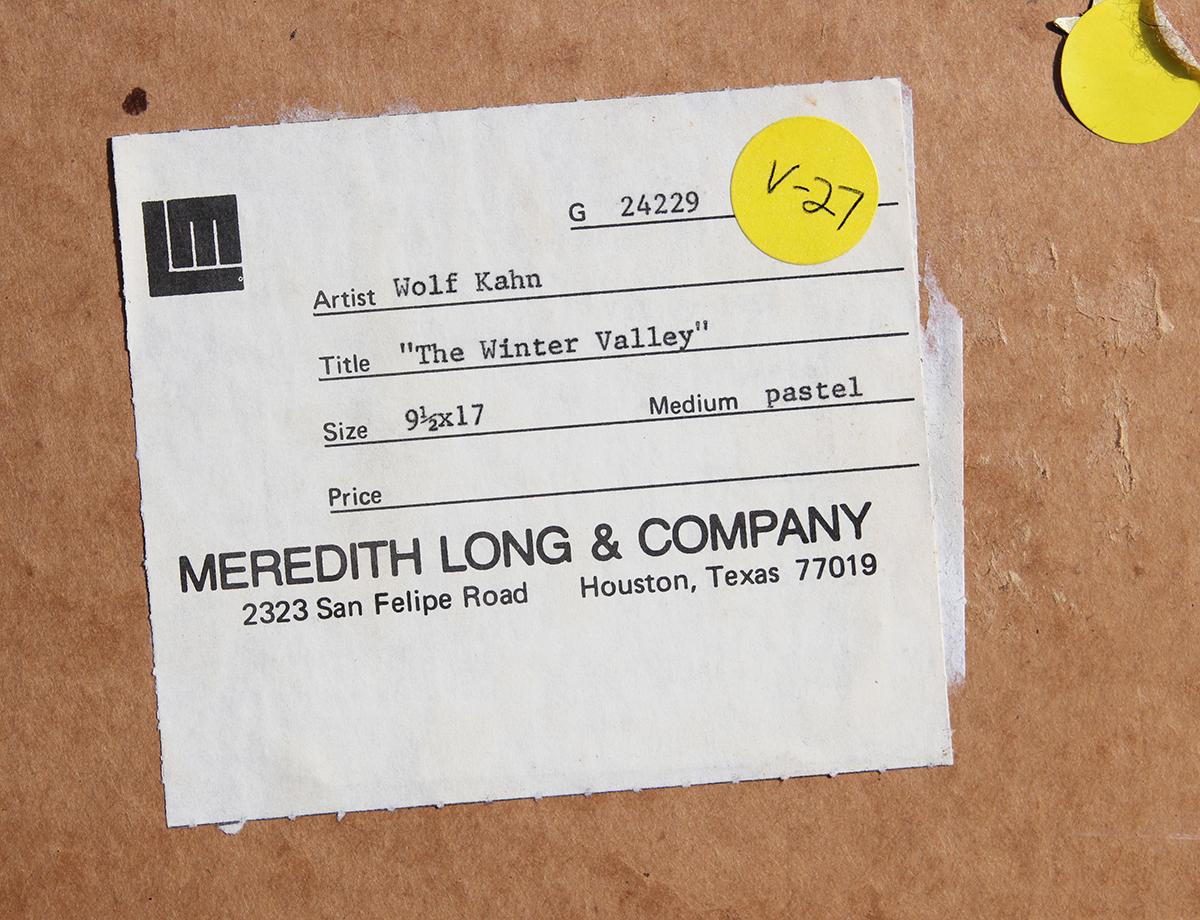 LM
G 24229
V-27
Artist Wolf Kahn
Title "The Winter Valley"
Size 9½x17 Medium pastel
Price
MEREDITH LONG & COMPANY
2323 San Felipe Road Houston, Texas 77019